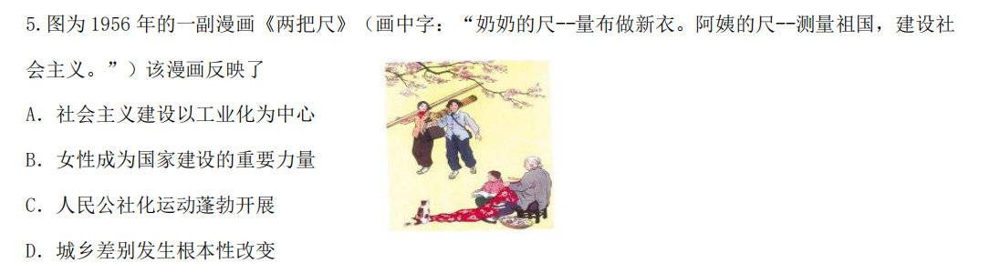 5.图为 1956 年的一副漫画《两把尺》（画中字：“奶奶的尺--量布做新衣。阿姨的尺--测量祖国，建设社
会主义。”）该漫画反映了
A．社会主义建设以工业化为中心
B．女性成为国家建设的重要力量
C．人民公社化运动蓬勃开展
D．城乡差别发生根本性改变